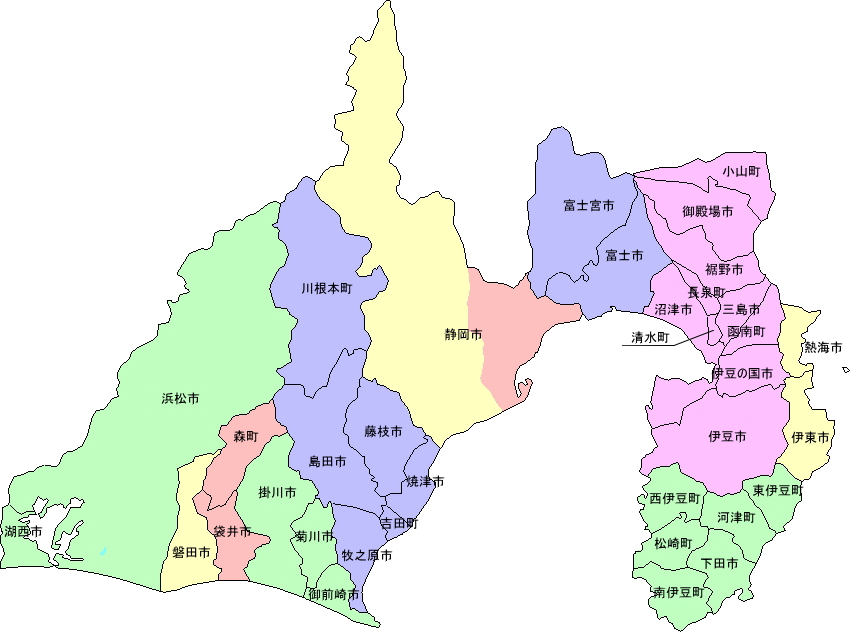 小山町
富士宮市
御殿場市
富士市
裾野市
川根本町
長泉町
沼津市
三島市
静岡市
函南町
清水町
熱海市
伊豆の国市
浜松市
藤枝市
森町
伊豆市
伊東市
島田市
焼津市
掛川市
東伊豆町
西伊豆町
河津町
吉田町
湖西市
袋井市
菊川市
松崎町
磐田市
牧之原市
下田市
御前崎市
南伊豆町